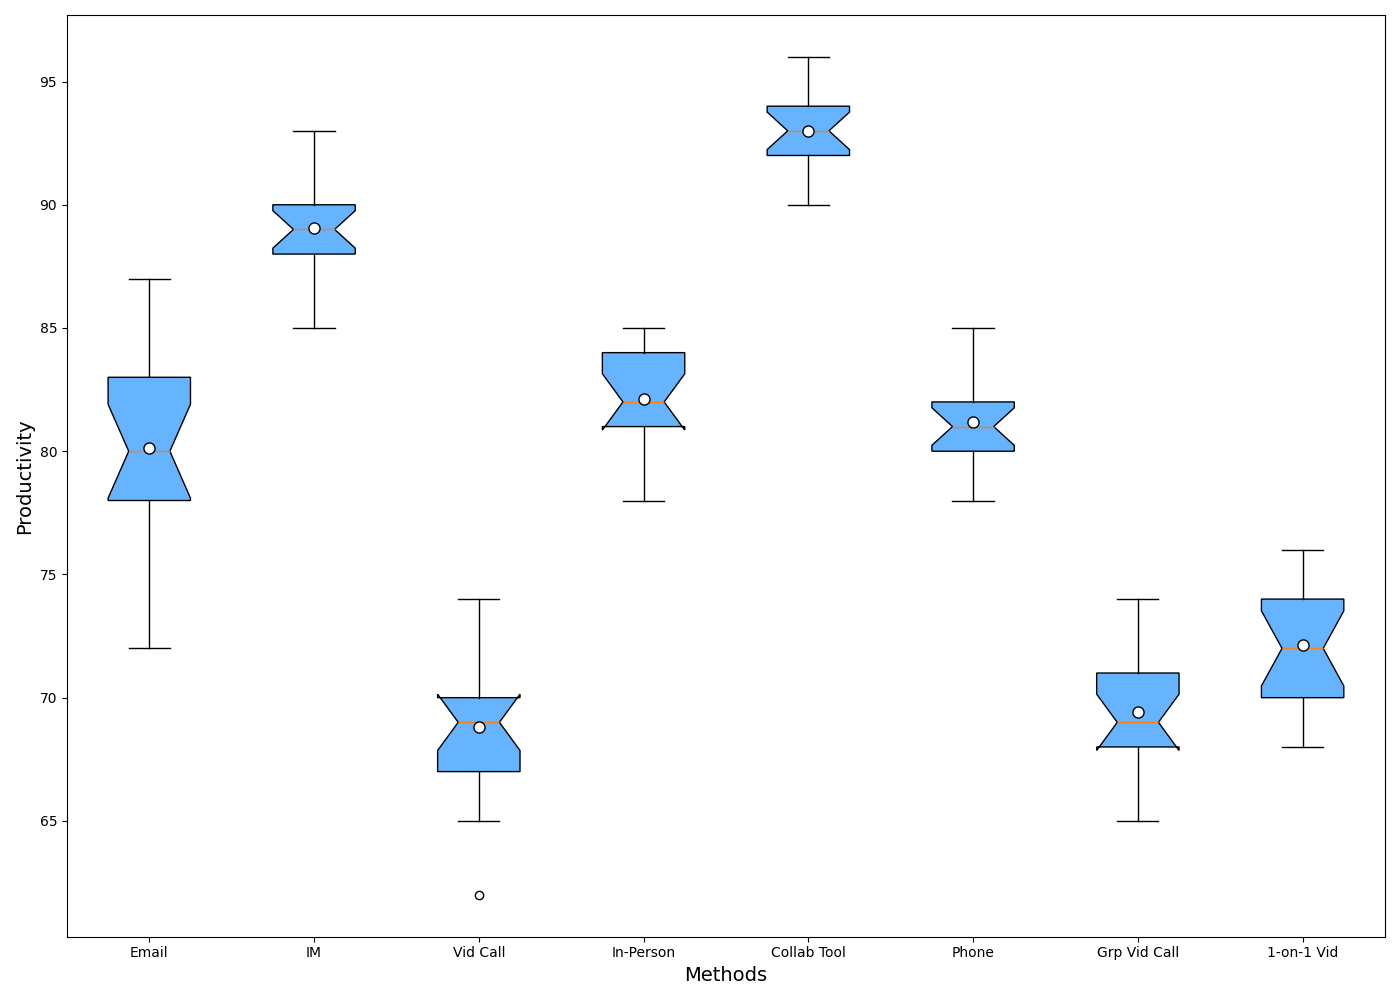 95
90
85
80
75
70
65
Productivity
Email
IM
Vid Call
In-Person
Collab Tool
Phone
Grp Vid Call
1-on-1 Vid
Methods